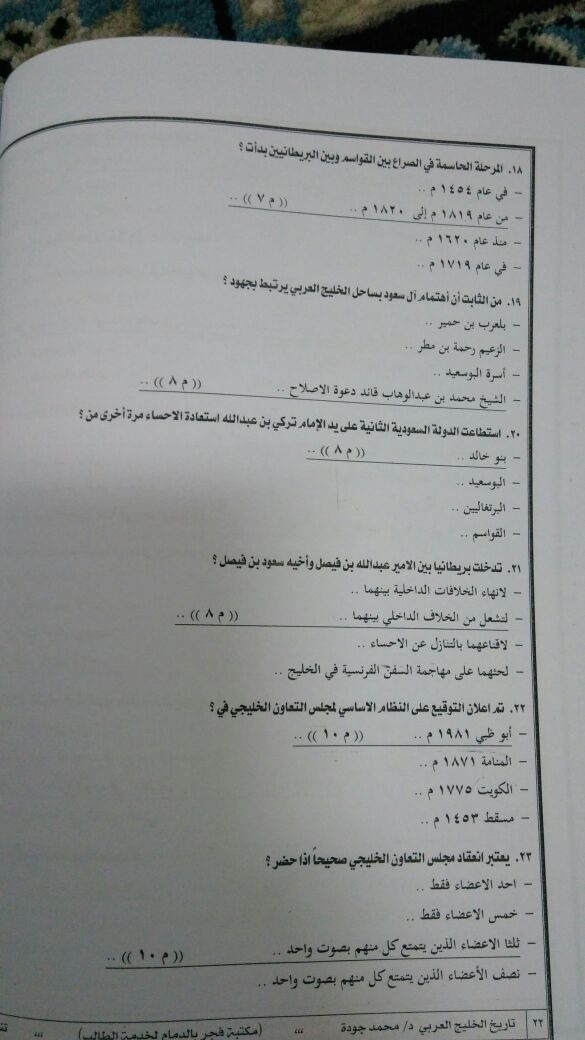 ١٨. المرحلة الحاسمة في الصراع بين القواسم وبين البريطانيين بدأت ؟
– في عام ١٤٥٤ م ..
– من عام ١٨١٩ م إلى ١٨٢٠ م .. (( م ٧ )) ..
– منذ عام ١٦٢٠ م ..
– في عام ١٧١٩ م ..
١٩. من الثابت أن أهتمام آل سعود بساحل الخليج العربي يرتبط بجهود ؟
– بلعرب بن حمير ..
– الزعيم رحمة بن مطر ..
– أسرة البوسعيد ..
– الشيخ محمد بن عبدالوهاب قائد دعوة الاصلاح .. (( م ٨ )) ..
٢٠. استطاعت الدولة السعودية الثانية على يد الإمام تركي بن عبدالله استعادة الاحساء مرة أخرى من ؟
– بنو خالد .. (( م ٨ )) ..
– البوسعيد ..
– البرتغاليين ..
– القواسم ..
٢١. تدخلت بريطانيا بين الامير عبدالله بن فيصل وأخيه سعود بن فيصل ؟
– لانهاء الخلافات الداخلية بينهما ..
– لتشعل من الخلاف الداخلي بينهما .. (( م ٨ )) ..
– لاقناعهما بالتنازل عن الاحساء ..
– لحثهما على مهاجمة السفن الفرنسية في الخليج ..
٢٢. تم اعلان التوقيع على النظام الاساسي لمجلس التعاون الخليجي في ؟
– أبو ظبي ١٩٨١ م .. (( م ١٠ )) ..
– المنامة ١٨٧١ م ..
– الكويت ١٧٧٥ م ..
– مسقط ١٤٥٣ م ..
٢٣. يعتبر انعقاد مجلس التعاون الخليجي صحيحاً اذا حضر ؟
– احد الاعضاء فقط ..
– خمس الاعضاء فقط ..
– ثلثا الاعضاء الذين يتمتع كل منهم بصوت واحد .. (( م ١٠ )) ..
– نصف الأعضاء الذين يتمتع كل منهم بصوت واحد ..
٢٢ تاريخ الخليج العربي د/ محمد جودة ،،، (مكتبة فجر بالدمام لخدمة الطالب) ،،،